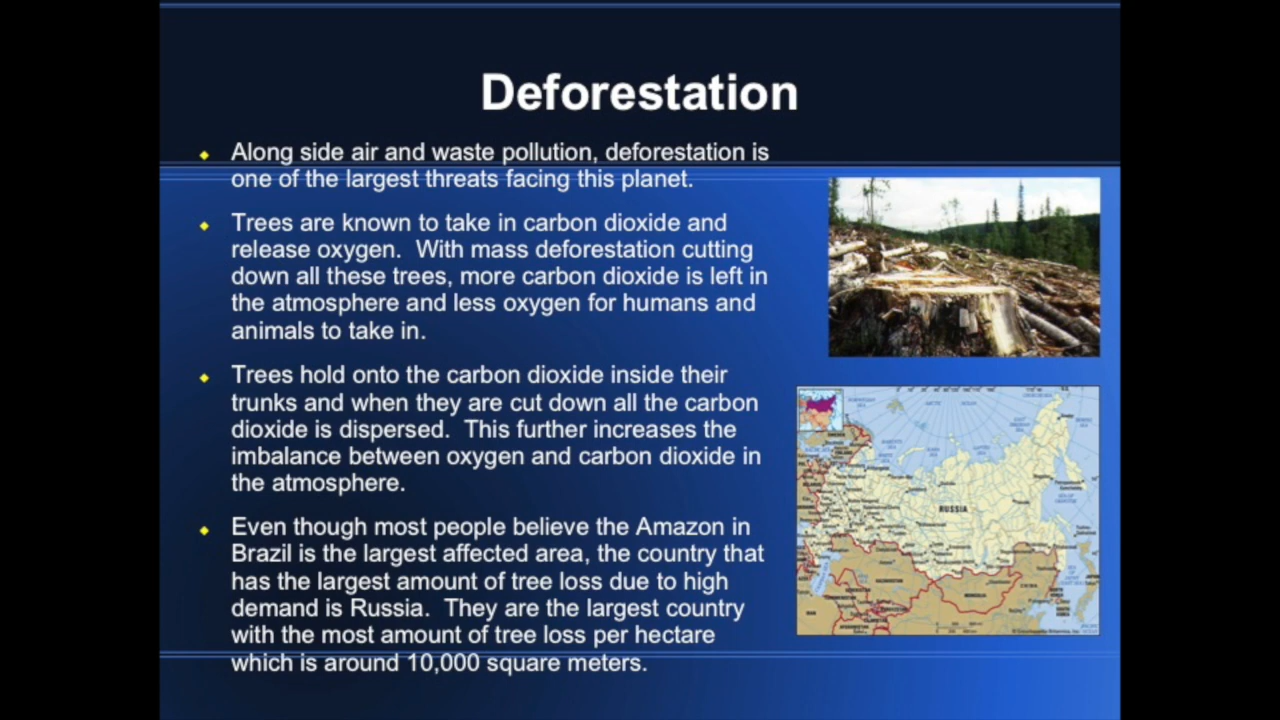 Deforestation
Along side air and waste pollution, deforestation is
one of the largest threats facing this planet.
Trees are known to take in carbon dioxide and
release oxygen. With mass deforestation cutting
down all these trees, more carbon dioxide is left in
the atmosphere and less oxygen for humans and
animals to take in.
Trees hold onto the carbon dioxide inside their
trunks and when they are cut down all the carbon
dioxide is dispersed. This further increases the
imbalance between oxygen and carbon dioxide in
the atmosphere.
Even though most people believe the Amazon in
Brazil is the largest affected area, the country that
has the largest amount of tree loss due to high
demand is Russia. They are the largest country
with the most amount of tree loss per hectare
which is around 10,000 square meters.
RUSSIA
MONGOLIA